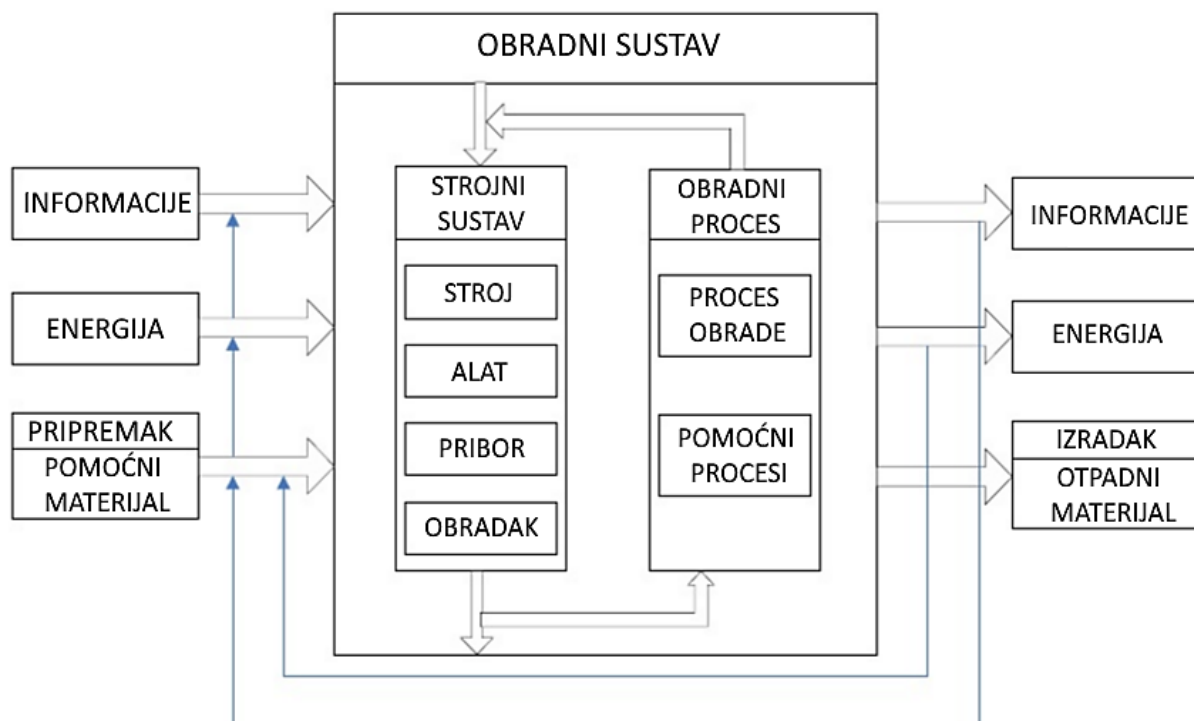 OBRADNI SUSTAV
INFORMACIJE
ENERGIJA
PRIPREMAK
POMOĆNI
MATERIJAL
STROJNI
SUSTAV
STROJ
ALAT
PRIBOR
OBRADAK
OBRADNI
PROCES
PROCES
OBRADE
POMOĆNI
PROCESI
INFORMACIJE
ENERGIJA
IZRADAK
OTPADNI
MATERIJAL